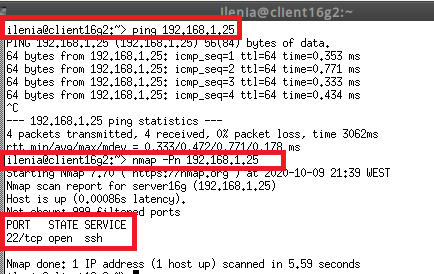 ilenia@client16g2:~
ilenia@client16g2:~> ping 192.168.1.25
PING 192.168.1.25 (192.168.1.25) 56(84) bytes of data.
64 bytes from 192.168.1.25: icmp_seq=1 ttl=64 time=0.353 ms
64 bytes from 192.168.1.25: icmp_seq=2 ttl=64 time=0.771 ms
64 bytes from 192.168.1.25: icmp_seq=3 ttl=64 time=0.333 ms
64 bytes from 192.168.1.25: icmp_seq=4 ttl=64 time=0.434 ms
^C
--- 192.168.1.25 ping statistics ---
4 packets transmitted, 4 received, 0% packet loss, time 3062ms
rtt min/avg/max/mdev = 0.333/0.472/0.771/0.178 ms
ilenia@client16g2:~> nmap -Pn 192.168.1.25
Starting Nmap 7.70 ( https://nmap.org ) at 2020-10-09 21:39 WEST
Nmap scan report for server16g (192.168.1.25)
Host is up (0.00086s latency).
Not shown: 999 filtered ports
PORT STATE SERVICE
22/tcp open ssh
Nmap done: 1 IP address (1 host up) scanned in 5.59 seconds